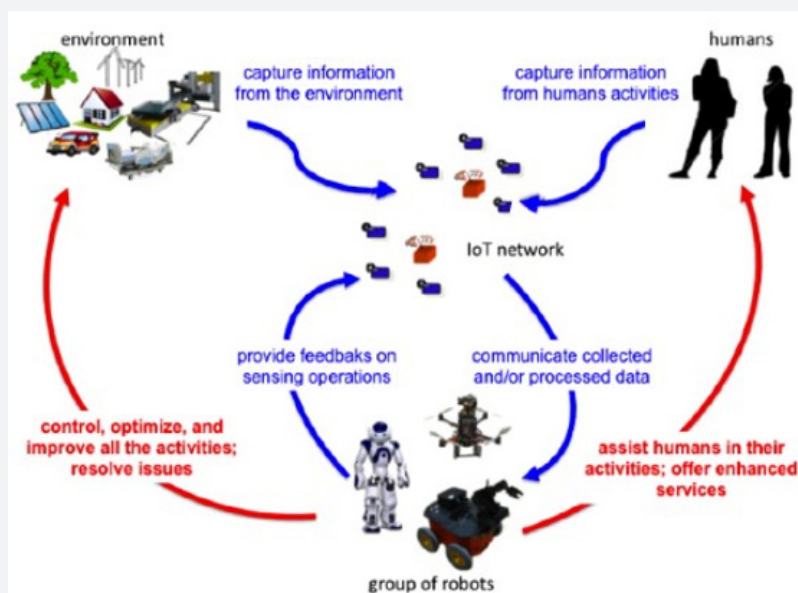 environment
humans
capture information
from the environment
capture information
from humans activities
IoT network
provide feedbaks on
sensing operations
communicate collected
and/or processed data
control, optimize, and
improve all the activities;
resolve issues
assist humans in their
activities; offer enhanced
services
group of robots